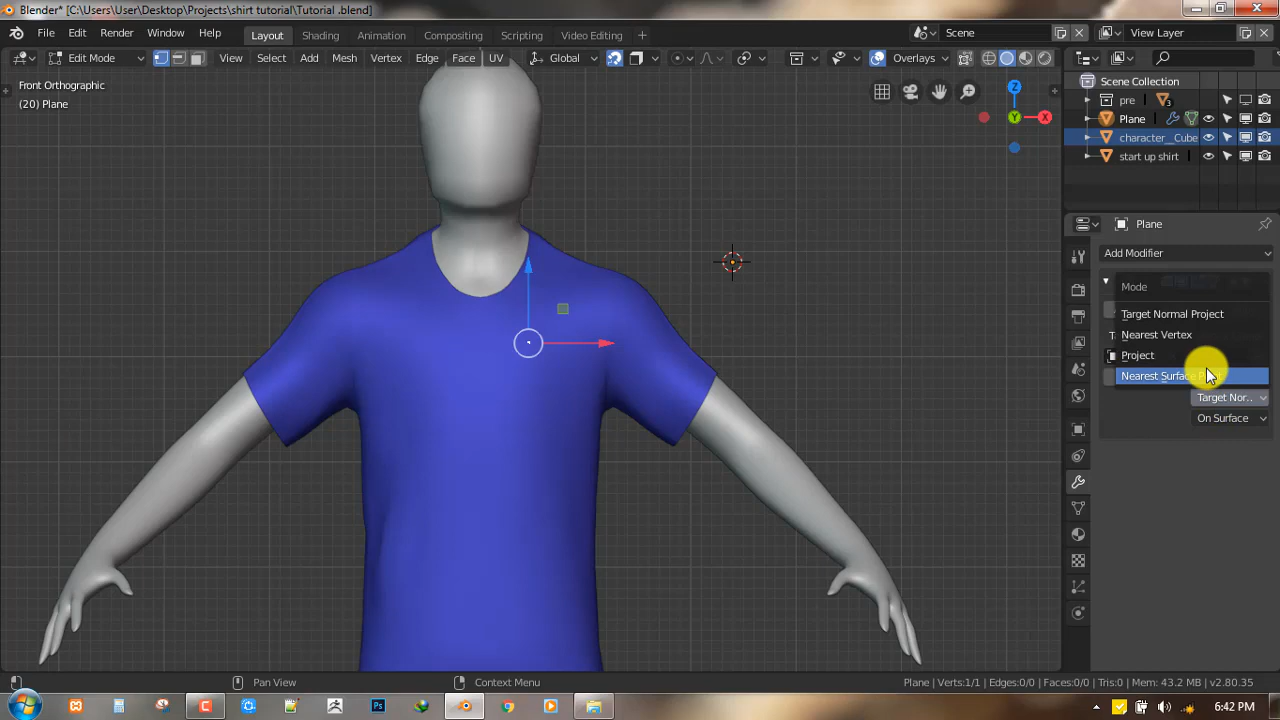 Blender* [C:\Users\User\Desktop\Projects\shirt tutorial\Tutorial .blend]
File Edit Render Window Help Layout Shading Animation Compositing Scripting Video Editing + Scene View Layer
Edit Mode View Select Add Mesh Vertex Edge Face UV Global Overlays
Front Orthographic
(20) Plane
Z
Y
X
Scene Collection
pre 3
Plane
character__Cube
start up shirt
Plane
Add Modifier
Mode
Target Normal Project
Nearest Vertex
Project
Nearest Surface
Target Nor..
On Surface
Pan View Context Menu Plane | Verts:1/1 | Edges:0/0 | Faces:0/0 | Tris:0 | Mem: 43.2 MB | v2.80.35
6:42 PM